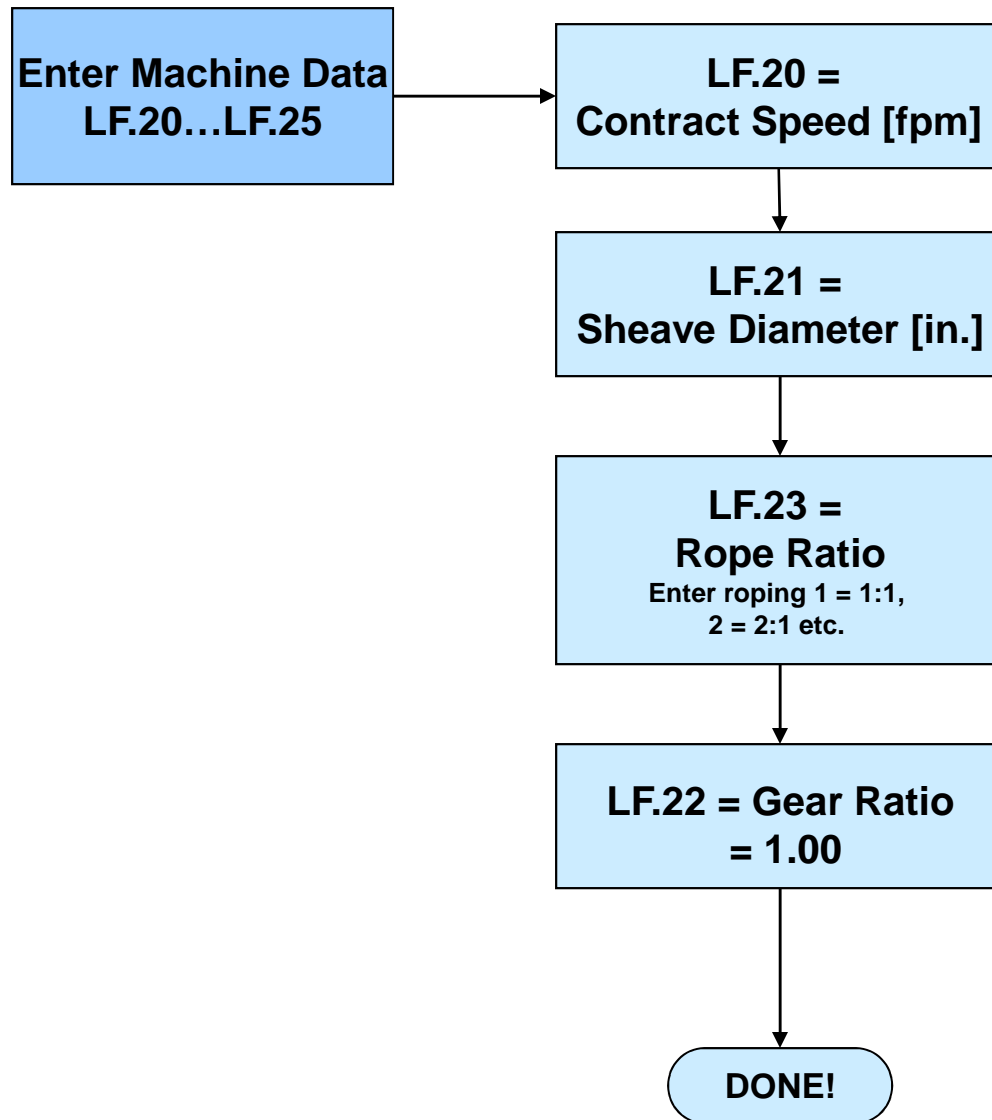 Enter Machine Data
LF.20…LF.25
LF.20 =
Contract Speed [fpm]
LF.21 =
Sheave Diameter [in.]
LF.23 =
Rope Ratio
Enter roping 1 = 1:1,
2 = 2:1 etc.
LF.22 = Gear Ratio
= 1.00
DONE!